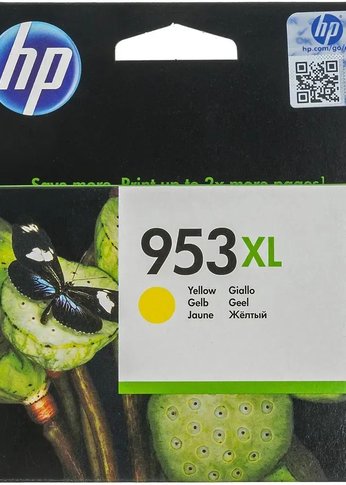 hp
hp
hp.com/go/
Save more. Print up to 2x more pages!
953XL
Yellow Giallo
Gelb Geel
Jaune Жёлтый